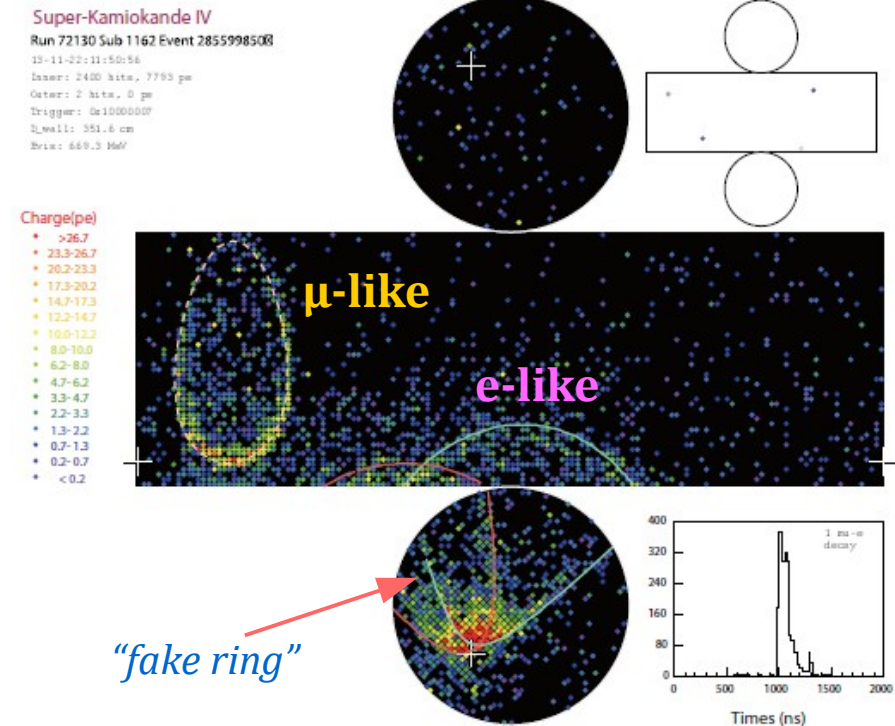 Super-Kamiokande IV
Run 72130 Sub 1162 Event 285599850
13-11-22:11:50:56
Inner: 2400 hits, 7793 pe
Outer: 2 hits, 0 pe
Trigger: 0x10000007
D_wall: 351.6 cm
Evis: 669.3 MeV
Charge(pe)
>26.7
23.3-26.7
20.2-23.3
17.3-20.2
14.7-17.3
12.2-14.7
10.0-12.2
8.0-10.0
6.2- 8.0
4.7- 6.2
3.3- 4.7
2.2- 3.3
1.3- 2.2
0.7- 1.3
0.2- 0.7
< 0.2
μ-like
e-like
“fake ring”
400
320
240
160
80
0
1 mu-e
decay
0 500 1000 1500 2000
Times (ns)